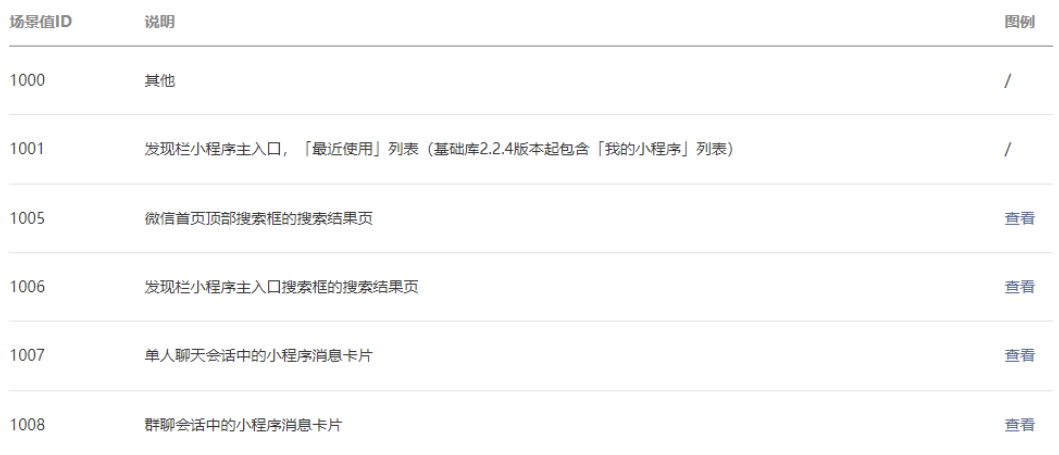 场景值ID 说明 图例
1000 其他 /
1001 发现栏小程序主入口，「最近使用」列表（基础库2.2.4版本起包含「我的小程序」列表） /
1005 微信首页顶部搜索框的搜索结果页 查看
1006 发现栏小程序主入口搜索框的搜索结果页 查看
1007 单人聊天会话中的小程序消息卡片 查看
1008 群聊会话中的小程序消息卡片 查看